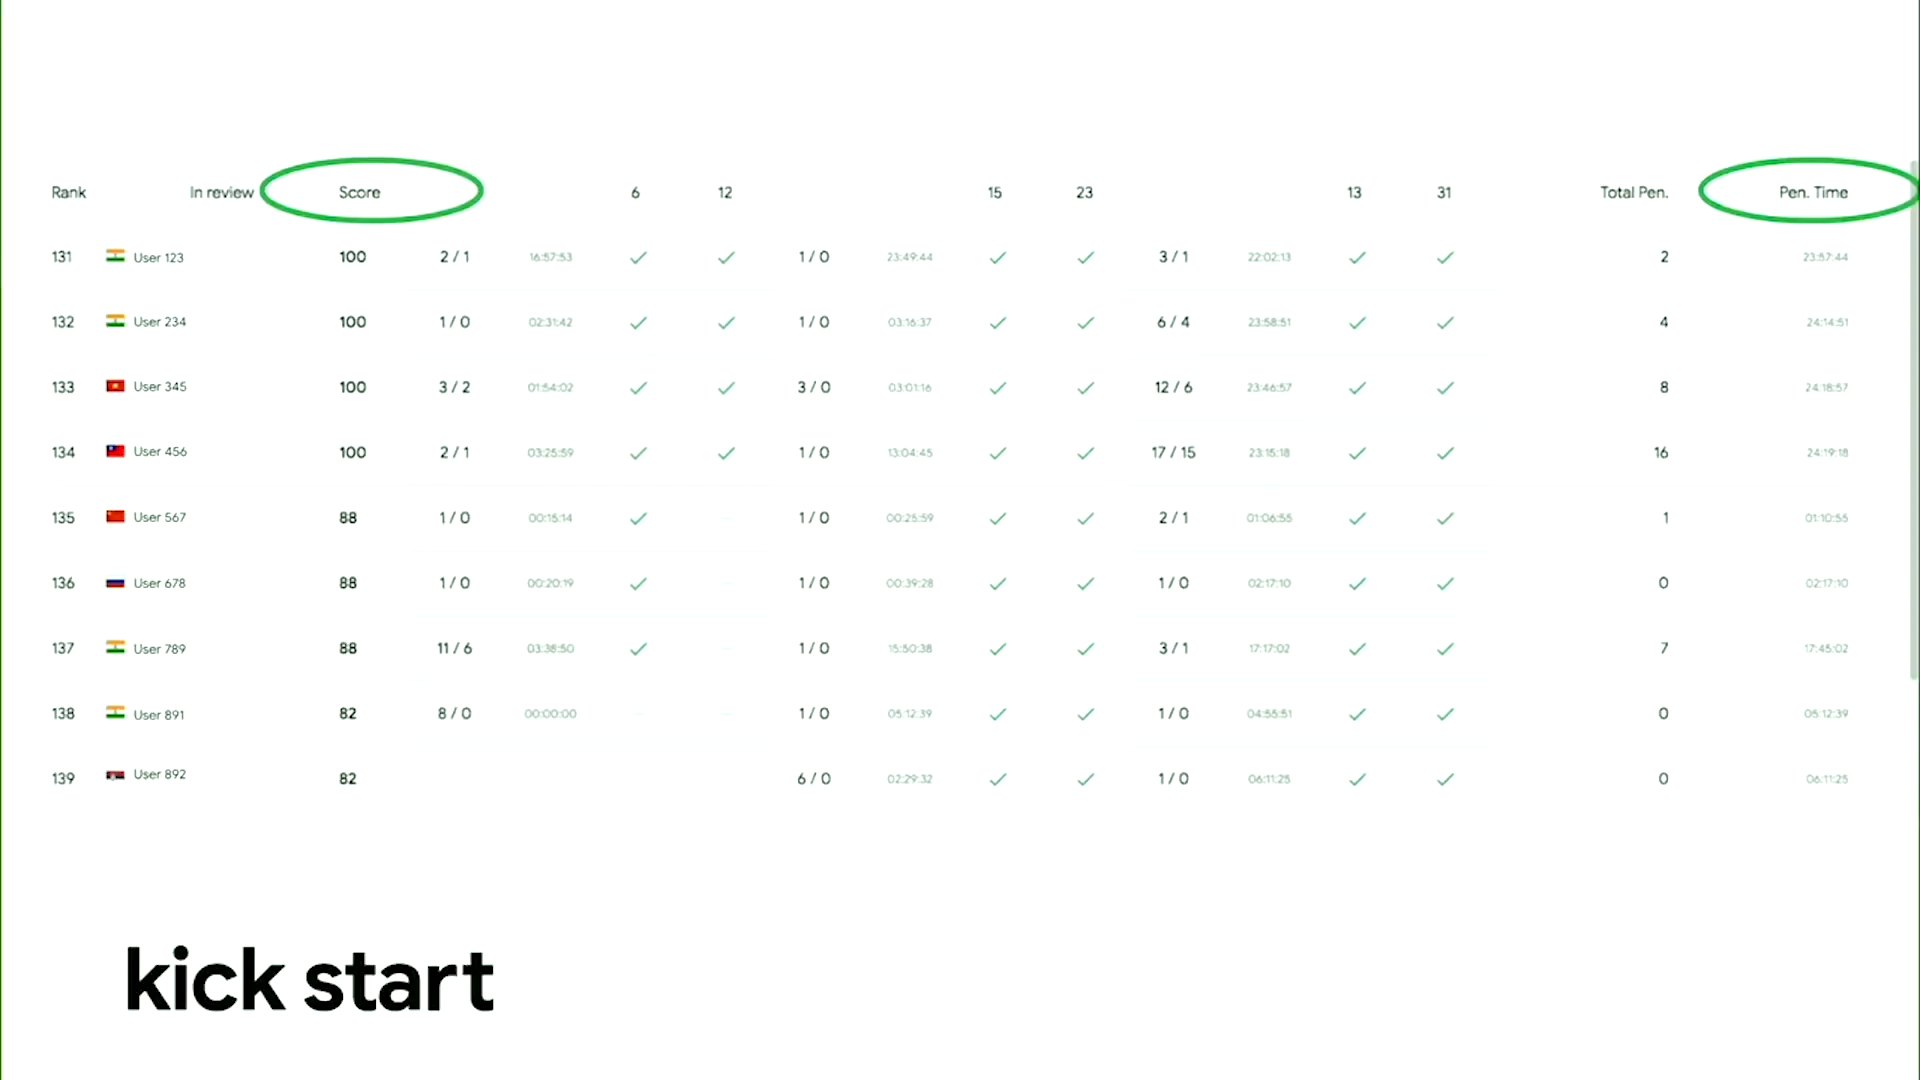 Rank In review Score 6 12 15 23 13 31 Total Pen. Pen. Time
131 User 123 100 2 / 1 16:57:53 1 / 0 23:49:44 3 / 1 22:02:13 2 23:57:44
132 User 234 100 1 / 0 02:31:42 1 / 0 03:16:37 6 / 4 23:58:51 4 24:14:51
133 User 345 100 3 / 2 01:54:02 3 / 0 03:01:16 12 / 6 23:46:57 8 24:18:57
134 User 456 100 2 / 1 03:25:59 1 / 0 13:04:45 17 / 15 23:15:18 16 24:19:18
135 User 567 88 1 / 0 00:15:14 1 / 0 00:25:59 2 / 1 01:06:55 1 01:10:55
136 User 678 88 1 / 0 00:20:19 1 / 0 00:39:28 1 / 0 02:17:10 0 02:17:10
137 User 789 88 11 / 6 03:38:50 1 / 0 15:50:38 3 / 1 17:17:02 7 17:45:02
138 User 891 82 8 / 0 00:00:00 1 / 0 05:12:39 1 / 0 04:55:51 0 05:12:39
139 User 892 82 6 / 0 02:29:32 1 / 0 06:11:25 0 06:11:25
kick start